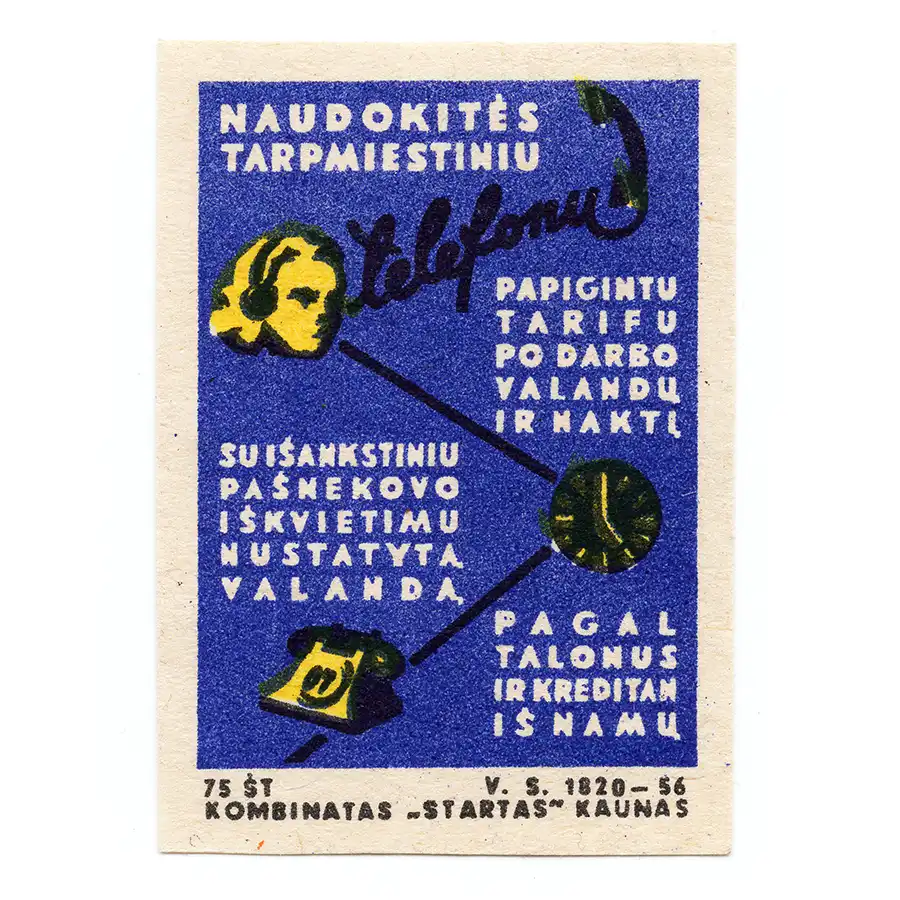 NAUDOKITĖS
TARPMIESTINIU
telefonu
PAPIGINTU
TARIFU
PO DARBO
VALANDŲ
IR NAKTĮ
SU IŠANKSTINIU
PAŠNEKOVO
IŠKVIETIMU
NUSTATYTĄ
VALANDĄ
PAGAL
TALONUS
IR KREDITAN
IŠ NAMŲ
75 ŠT V. S. 1820—56
KOMBINATAS „STARTAS" KAUNAS